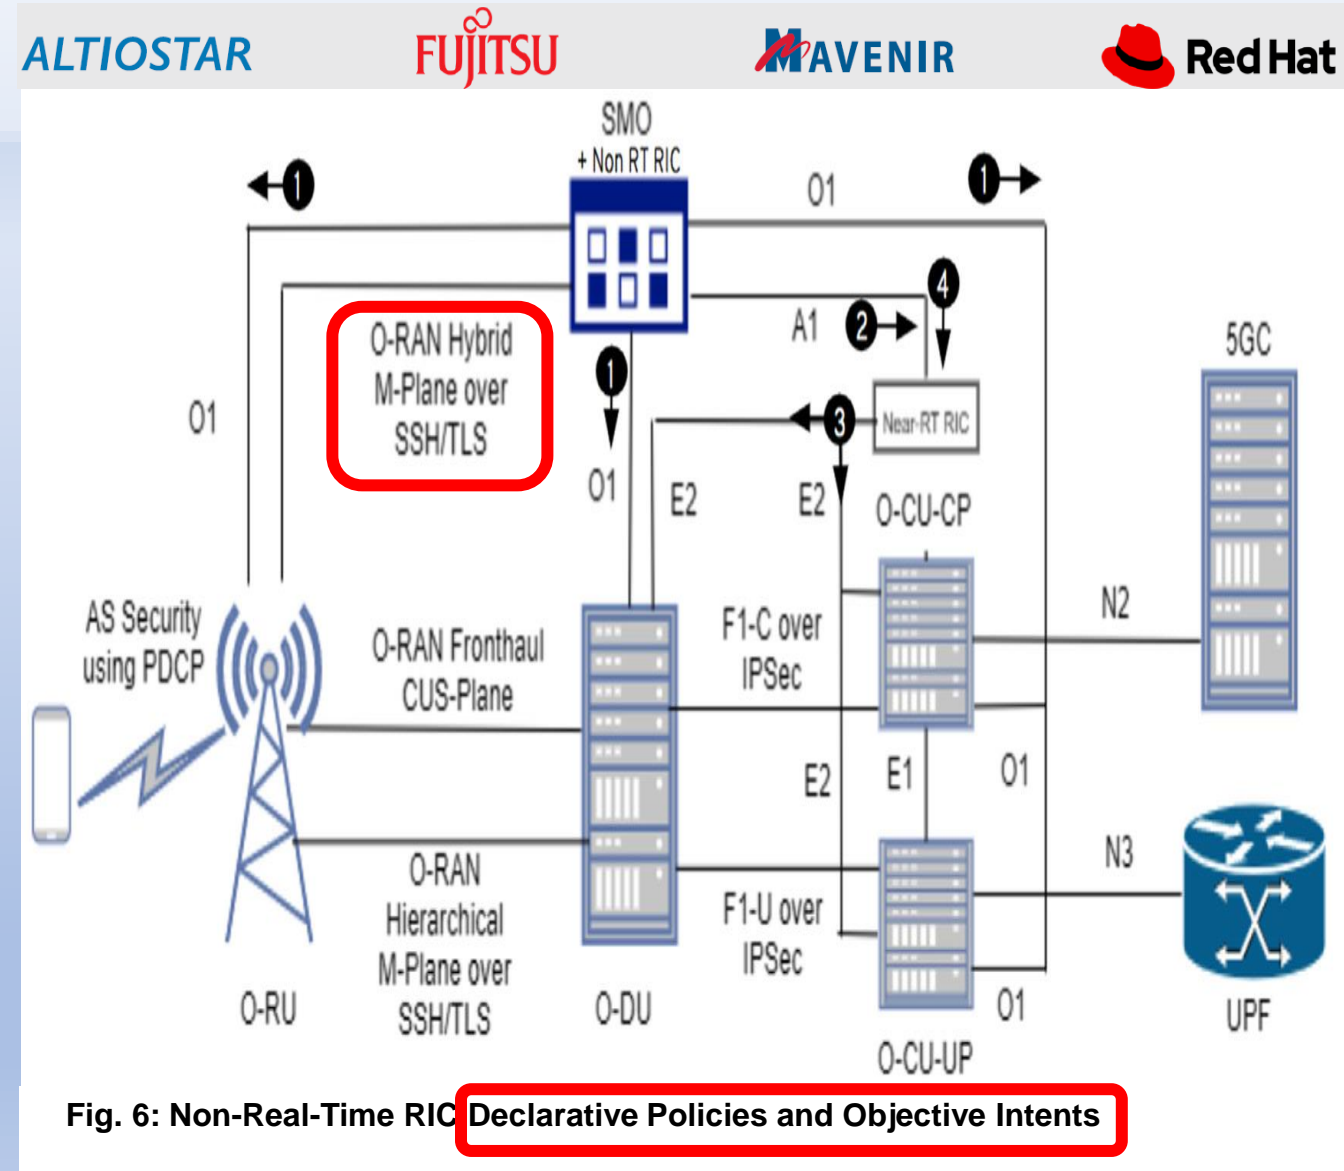 ALTIOSTAR
FUJITSU
MAVENIR
Red Hat
SMO
+ Non RT RIC
1
O1
1
4
O-RAN Hybrid
M-Plane over
SSH/TLS
A1
2
5GC
1
O1
3
Near-RT RIC
O1
E2
E2
O-CU-CP
AS Security
using PDCP
O-RAN Fronthaul
CUS-Plane
F1-C over
IPSec
N2
E2
E1
O1
O-RAN
Hierarchical
M-Plane over
SSH/TLS
F1-U over
IPSec
N3
O-RU
O-DU
O1
UPF
O-CU-UP
Fig. 6: Non-Real-Time RIC Declarative Policies and Objective Intents